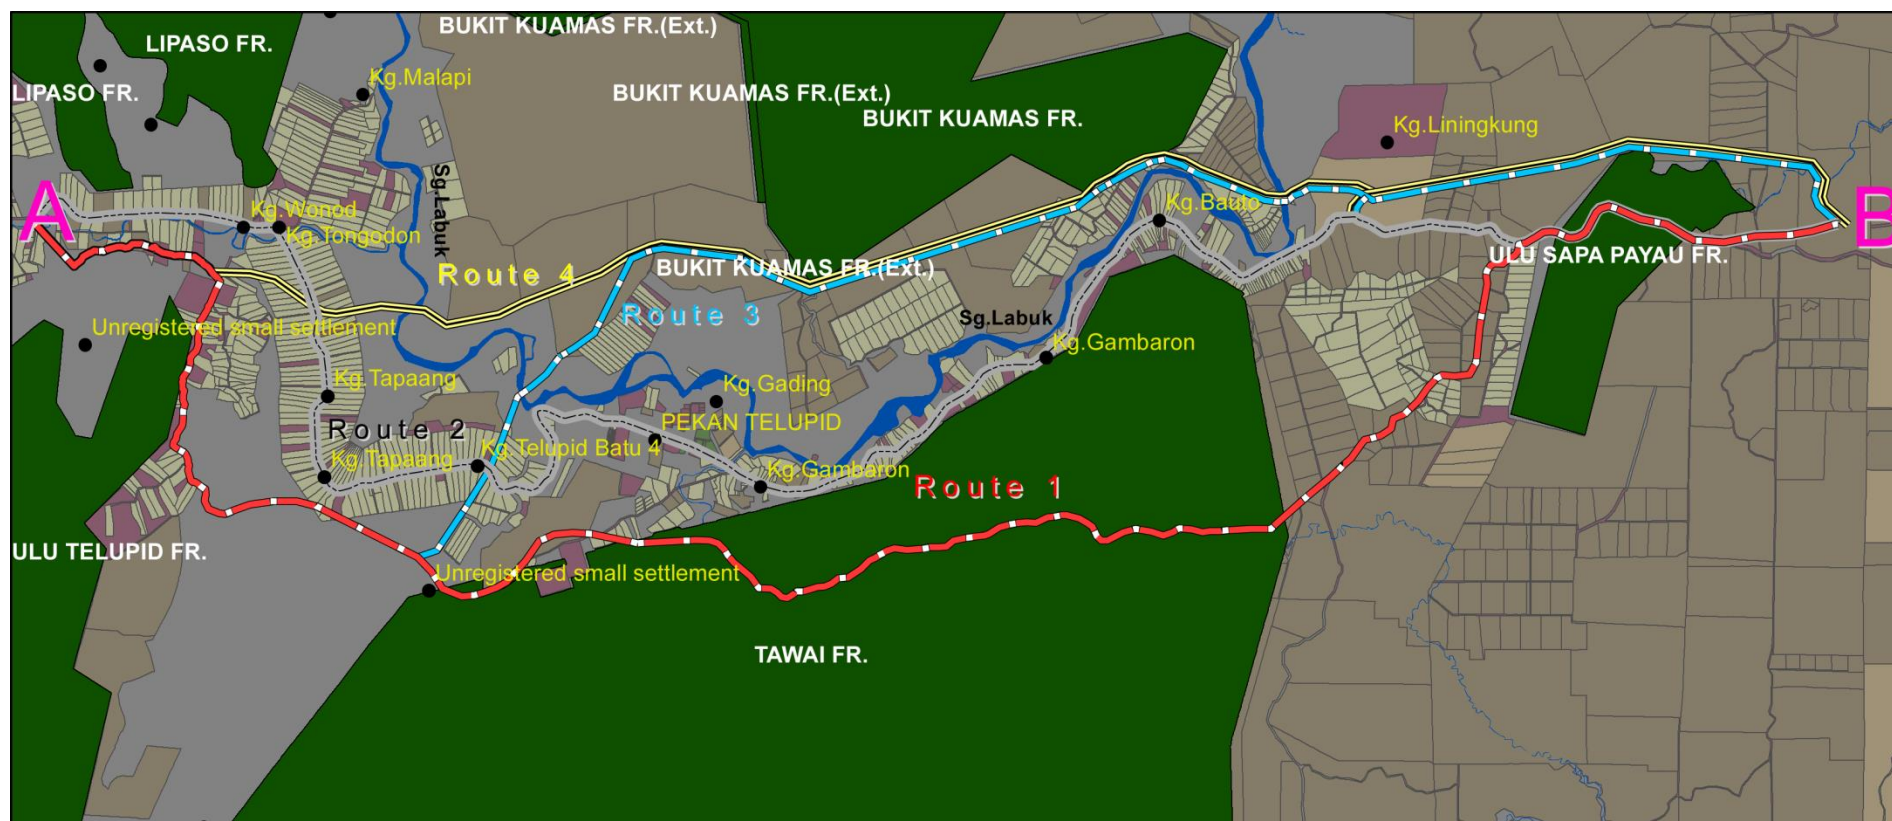 BUKIT KUAMAS FR.(Ext.)
LIPASO FR.
Kg.Malapi
LIPASO FR.
BUKIT KUAMAS FR.(Ext.)
BUKIT KUAMAS FR.
Kg.Liningkung
Sg.Labuk
A
Kg.Wonod
Kg.Bauto
B
Kg.Tongodon
ULU SAPA PAYAU FR.
Route 4
BUKIT KUAMAS FR.(Ext.)
Route 3
Sg.Labuk
Unregistered small settlement
Kg.Gambaron
Kg.Tapaang
Kg.Gading
PEKAN TELUPID
Route 2
Kg.Telupid Batu 4
Kg.Tapaang
Kg.Gambaron
Route 1
ULU TELUPID FR.
Unregistered small settlement
TAWAI FR.